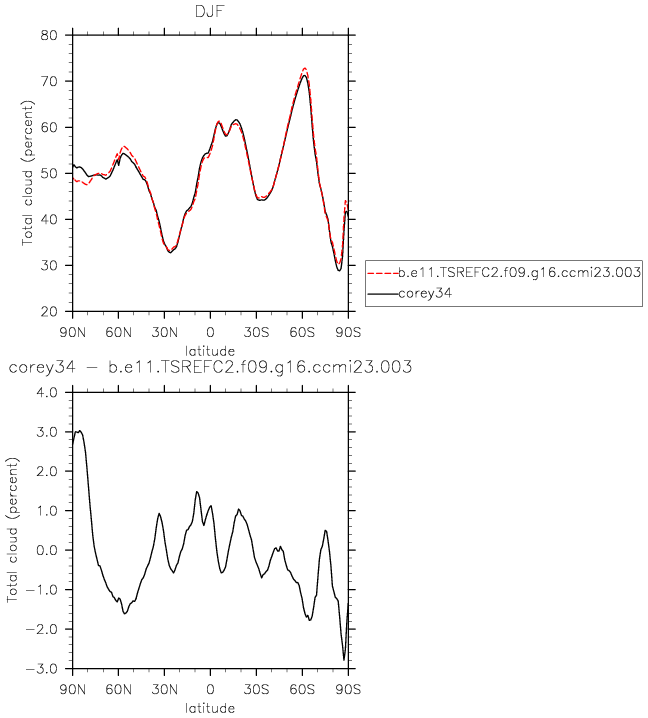 DJF
80
70
60
50
40
30
20
Total cloud (percent)
90N 60N 30N 0 30S 60S 90S
latitude
b.e11.TSREFC2.f09.g16.ccmi23.003
corey34
corey34 − b.e11.TSREFC2.f09.g16.ccmi23.003
4.0
3.0
2.0
1.0
0.0
−1.0
−2.0
−3.0
Total cloud (percent)
90N 60N 30N 0 30S 60S 90S
latitude